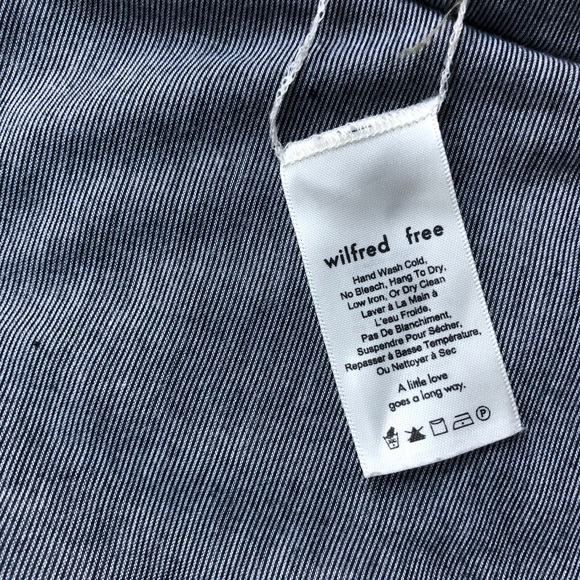 wilfred free
Hand Wash Cold,
No Bleach, Hang To Dry,
Low Iron, Or Dry Clean
Laver à La Main à
L'eau Froide,
Pas De Blanchiment,
Suspendre Pour Sécher,
Repasser à Basse Température,
Ou Nettoyer à Sec
A little love
goes a long way.
P